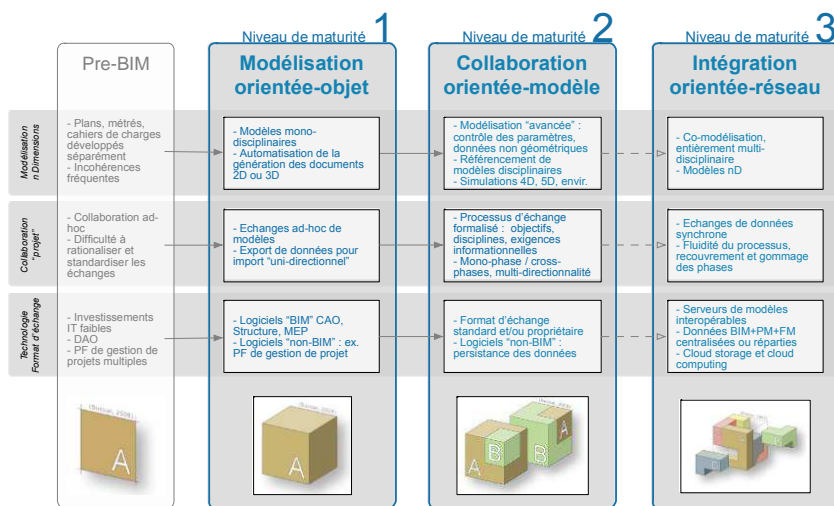 Niveau de maturité 1
Niveau de maturité 2
Niveau de maturité 3
Pre-BIM
Modélisation
orientée-objet
Collaboration
orientée-modèle
Intégration
orientée-réseau
Modélisation
n Dimensions
- Plans, métrés,
cahiers de charges
développés
séparément
- Incohérences
fréquentes
- Modèles mono-
disciplinaires
- Automatisation de la
génération des documents
2D ou 3D
- Modélisation "avancée" :
contrôle des paramètres,
données non géométriques
- Référencement de
modèles disciplinaires
- Simulations 4D, 5D, envir.
- Co-modélisation,
entièrement multi-
disciplinaire
- Modèles nD
Collaboration
"projet"
- Collaboration ad-
hoc
- Difficulté à
rationaliser et
standardiser les
échanges
- Echanges ad-hoc de
modèles
- Export de données pour
import "uni-directionnel"
- Processus d'échange
formalisé : objectifs,
disciplines, exigences
informationnelles
- Mono-phase / cross-
phases, multi-directionnalité
- Echanges de données
synchrone
- Fluidité du processus,
recouvrement et gommage
des phases
Technologie
Format d'échange
- Investissements
IT faibles
- DAO
- PF de gestion de
projets multiples
- Logiciels "BIM" CAO,
Structure, MEP
- Logiciels "non-BIM" : ex.
PF de gestion de projet
- Format d'échange
standard et/ou propriétaire
- Logiciels "non-BIM" :
persistance des données
- Serveurs de modèles
interopérables
- Données BIM+PM+FM
centralisées ou réparties
- Cloud storage et cloud
computing
(Succar, 2008)
A
A
A
B
B
A